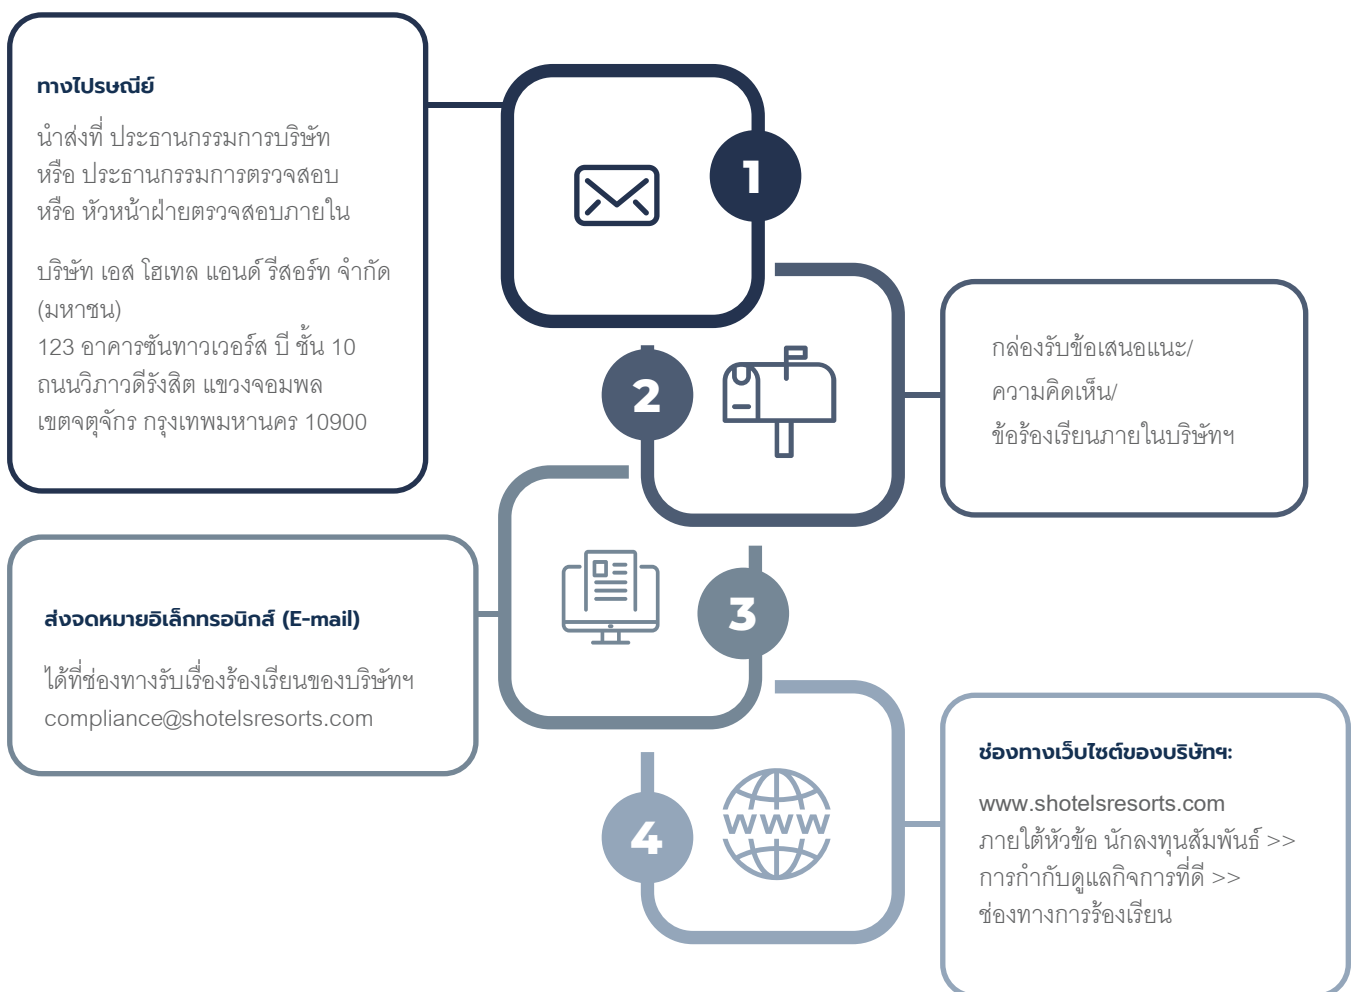 ทางไปรษณีย์
นำส่งที่ ประธานกรรมการบริษัท
หรือ ประธานกรรมการตรวจสอบ
หรือ หัวหน้าฝ่ายตรวจสอบภายใน
บริษัท เอส โฮเทล แอนด์ รีสอร์ท จำกัด
(มหาชน)
123 อาคารซันทาวเวอร์ส บี ชั้น 10
ถนนวิภาวดีรังสิต แขวงจอมพล
เขตจตุจักร กรุงเทพมหานคร 10900
1
2
กล่องรับข้อเสนอแนะ/
ความคิดเห็น/
ข้อร้องเรียนภายในบริษัทฯ
ส่งจดหมายอิเล็กทรอนิกส์ (E-mail)
ได้ที่ช่องทางรับเรื่องร้องเรียนของบริษัทฯ
compliance@shotelsresorts.com
3
4
WWW
ช่องทางเว็บไซต์ของบริษัทฯ:
www.shotelsresorts.com
ภายใต้หัวข้อ นักลงทุนสัมพันธ์ >>
การกำกับดูแลกิจการที่ดี >>
ช่องทางการร้องเรียน